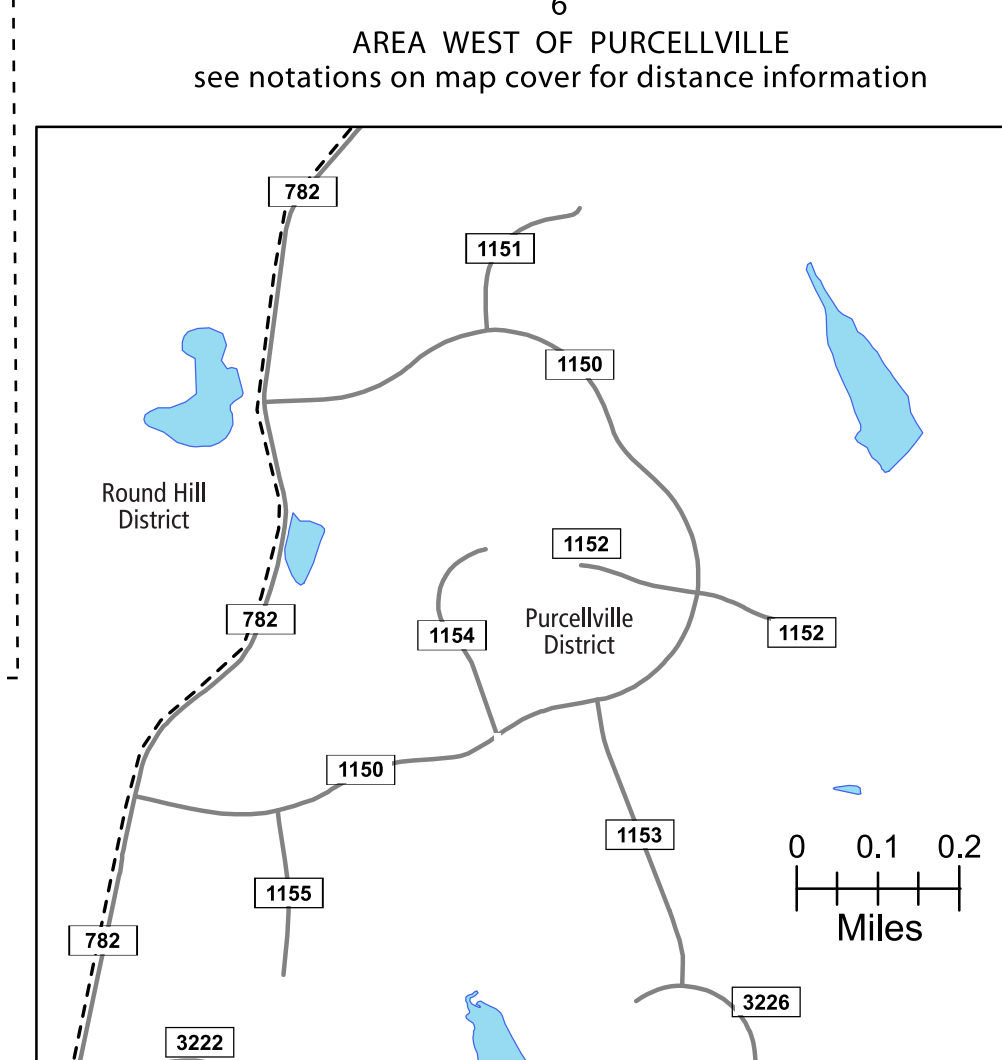 6
AREA WEST OF PURCELLVILLE
see notations on map cover for distance information
782
1151
1150
Round Hill
District
1152
782
1154
Purcellville
District
1152
1150
1153
0 0.1 0.2
Miles
1155
782
3226
3222